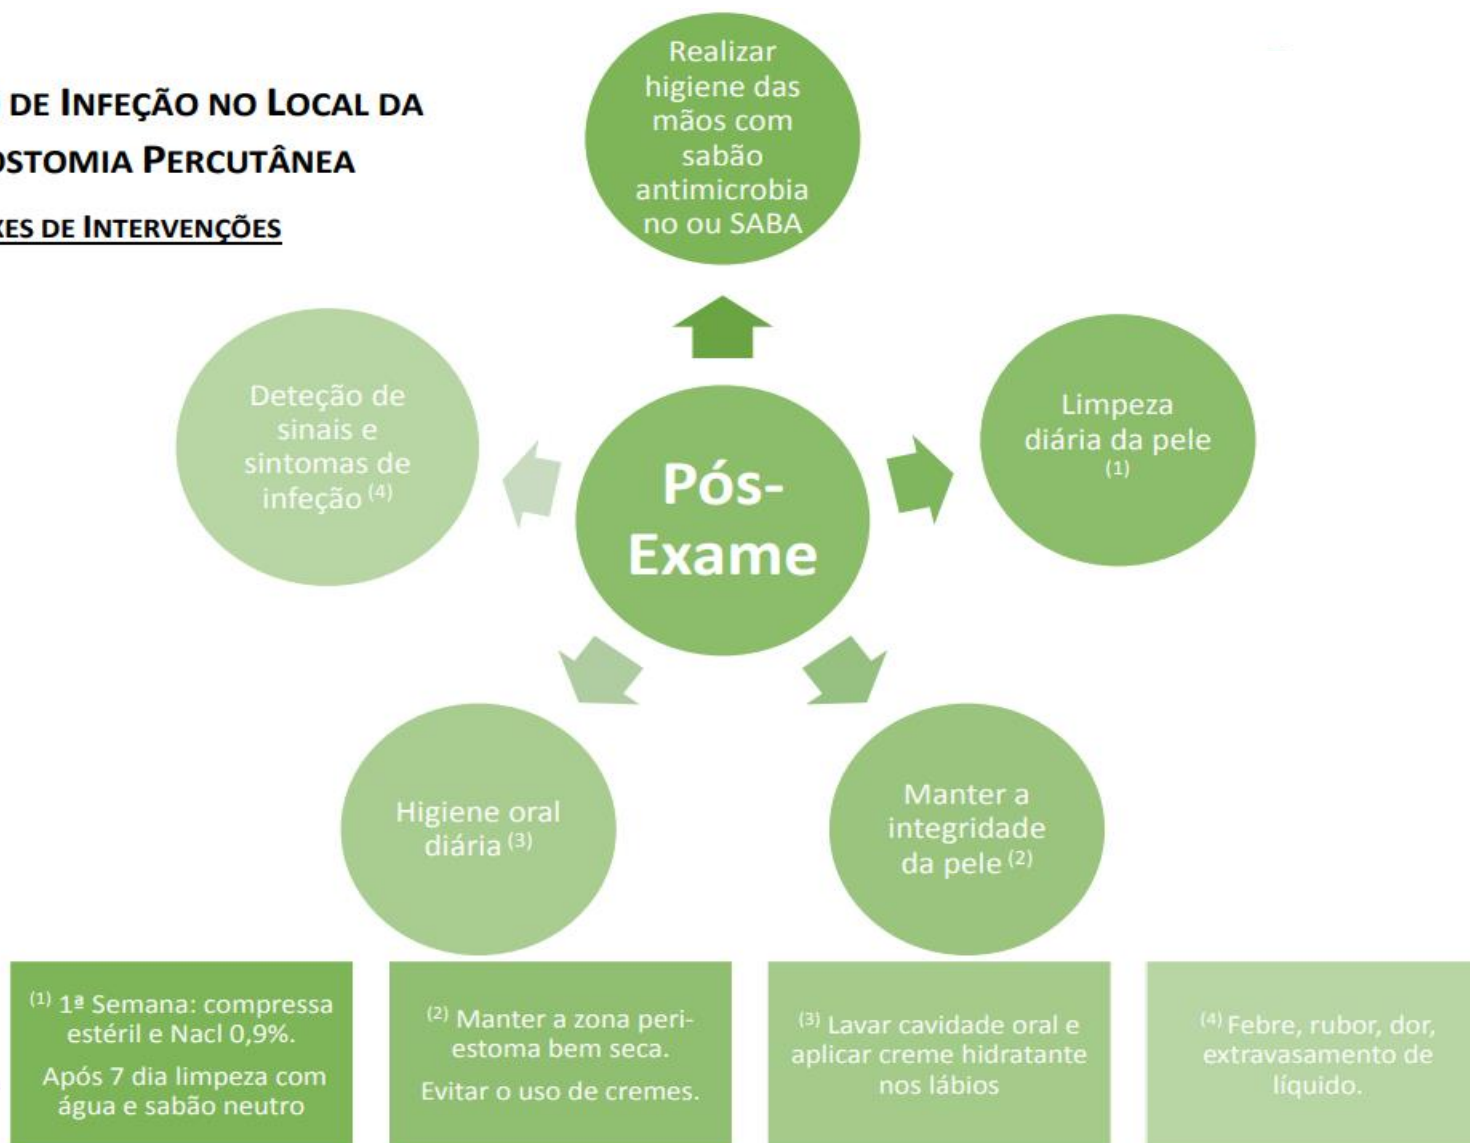 DE INFEÇÃO NO LOCAL DA
OSTOMIA PERCUTÂNEA
XES DE INTERVENÇÕES
Realizar
higiene das
mãos com
sabão
antimicrobia
no ou SABA
Limpeza
diária da pele
(1)
Manter a
integridade
da pele (2)
Higiene oral
diária (3)
Deteção de
sinais e
sintomas de
infeção (4)
Pós-
Exame
(1) 1ª Semana: compressa
estéril e Nacl 0,9%.
Após 7 dia limpeza com
água e sabão neutro
(2) Manter a zona peri-
estoma bem seca.
Evitar o uso de cremes.
(3) Lavar cavidade oral e
aplicar creme hidratante
nos lábios
(4) Febre, rubor, dor,
extravasamento de
líquido.